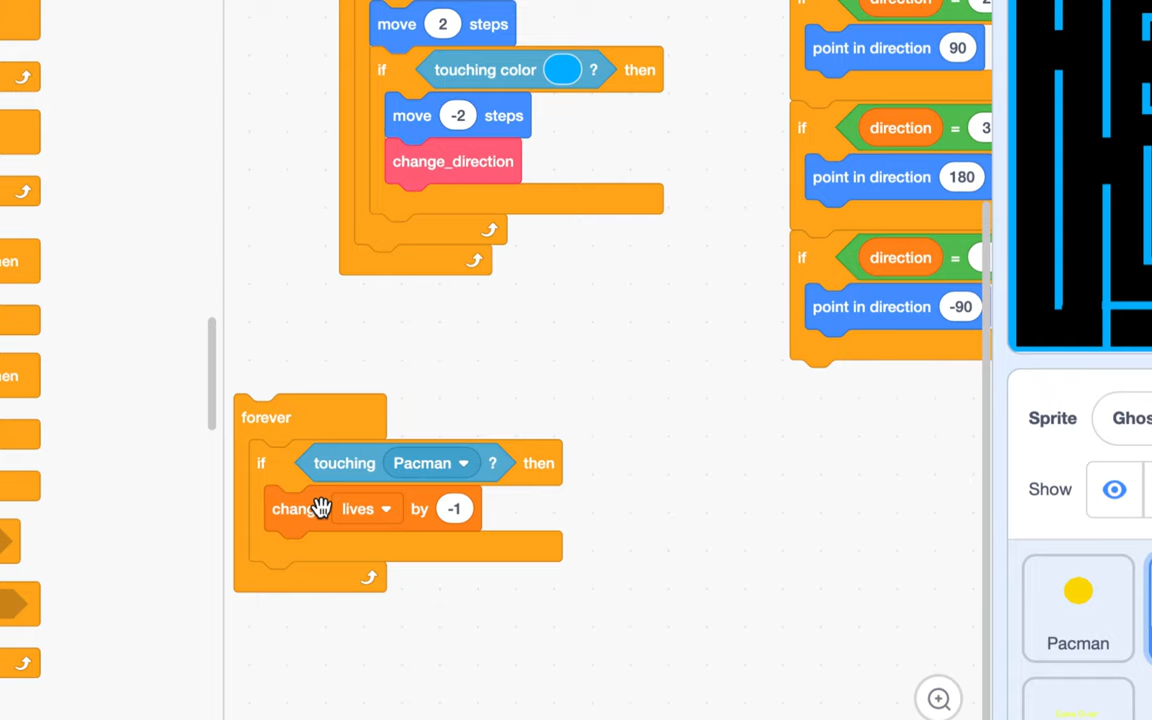 move 2 steps
if touching color ? then
move -2 steps
change_direction
point in direction 90
if direction = 3
point in direction 180
if direction =
point in direction -90
forever
if touching Pacman ? then
lives by -1
Sprite
Show
Pacman